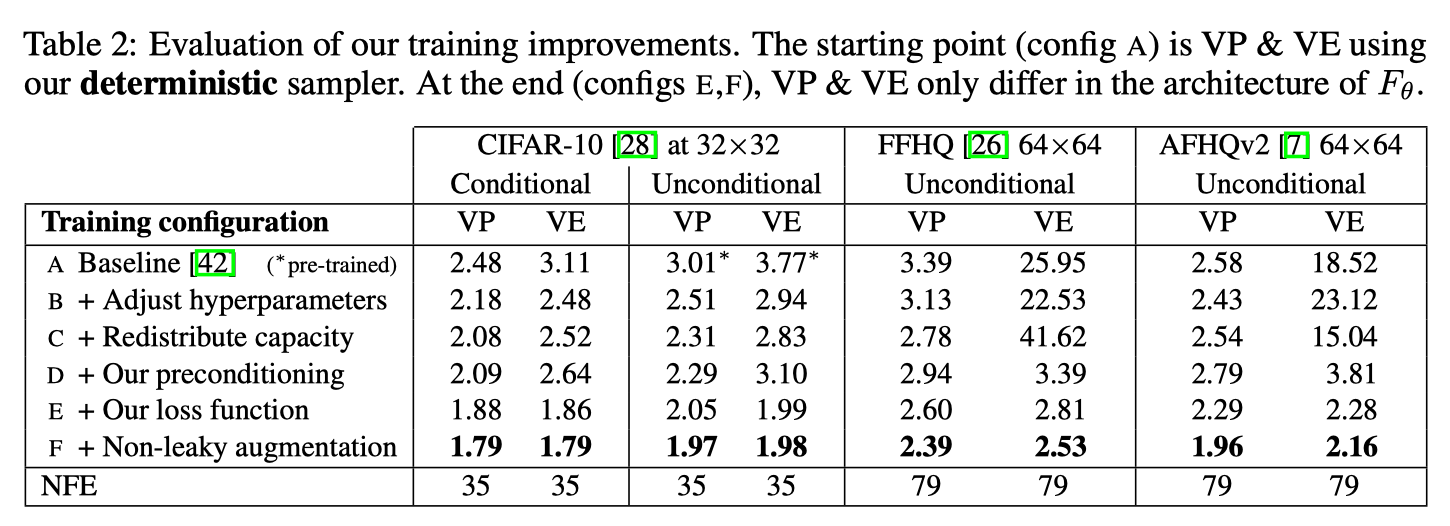 Table 2: Evaluation of our training improvements. The starting point (config A) is VP & VE using
our deterministic sampler. At the end (configs E,F), VP & VE only differ in the architecture of Fθ.
CIFAR-10 [28] at 32×32 FFHQ [26] 64×64 AFHQv2 [7] 64×64
Conditional Unconditional Unconditional Unconditional
Training configuration VP VE VP VE VP VE VP VE
A Baseline [42] (*pre-trained) 2.48 3.11 3.01* 3.77* 3.39 25.95 2.58 18.52
B + Adjust hyperparameters 2.18 2.48 2.51 2.94 3.13 22.53 2.43 23.12
C + Redistribute capacity 2.08 2.52 2.31 2.83 2.78 41.62 2.54 15.04
D + Our preconditioning 2.09 2.64 2.29 3.10 2.94 3.39 2.79 3.81
E + Our loss function 1.88 1.86 2.05 1.99 2.60 2.81 2.29 2.28
F + Non-leaky augmentation 1.79 1.79 1.97 1.98 2.39 2.53 1.96 2.16
NFE 35 35 35 35 79 79 79 79